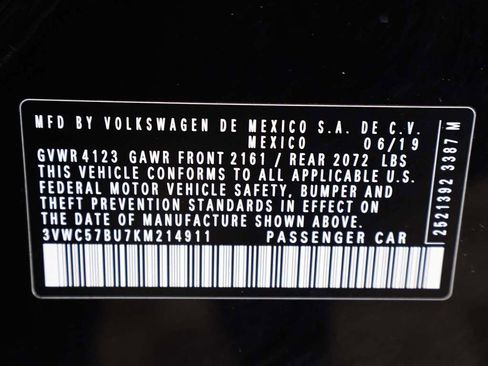 MFD BY VOLKSWAGEN DE MEXICO S.A. DE C.V.
MEXICO 06/19
GVWR 4123 GAWR FRONT 2161 / REAR 2072 LBS
THIS VEHICLE CONFORMS TO ALL APPLICABLE
FEDERAL MOTOR VEHICLE SAFETY, BUMPER AND
THEFT PREVENTION STANDARDS IN EFFECT ON
THE DATE OF MANUFACTURE SHOWN ABOVE.
3VWC57BU7KM214911 PASSENGER CAR
2521392 3387 M